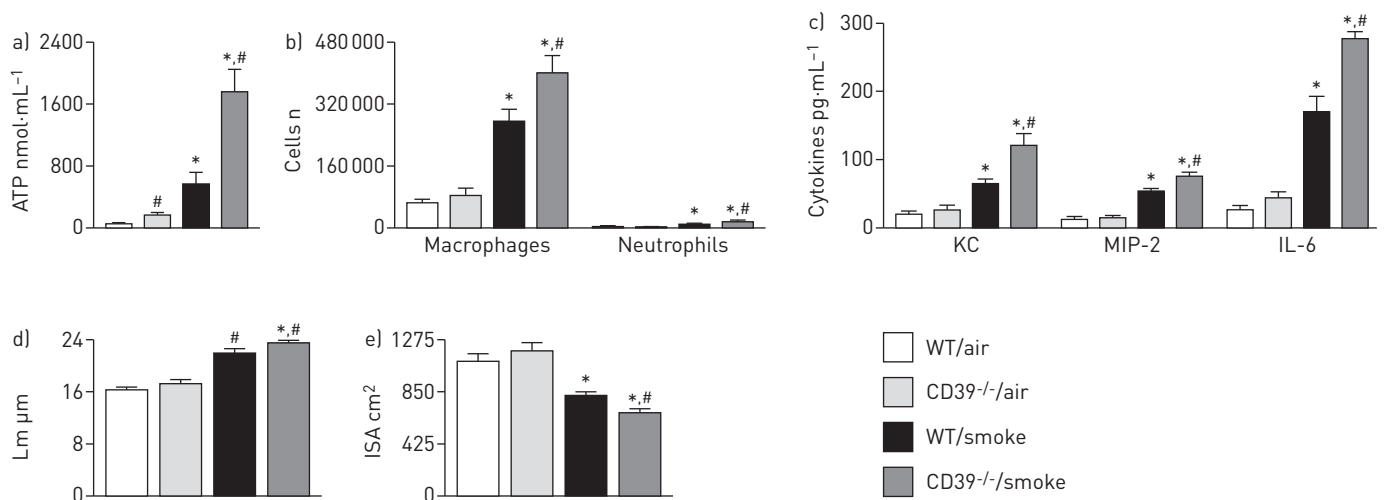 a)
2400
1600
800
0
ATP nmol·mL⁻¹
#
*
*,#
b)
480 000
320 000
160 000
0
Cells n
*
*,#
*
*,#
Macrophages
Neutrophils
c)
300
200
100
0
Cytokines pg·mL⁻¹
*
*,#
*
*,#
*
*,#
KC
MIP-2
IL-6
d)
24
16
8
0
Lm µm
#
*,#
e)
1275
850
425
0
ISA cm²
*
*,#
WT/air
CD39⁻/⁻/air
WT/smoke
CD39⁻/⁻/smoke